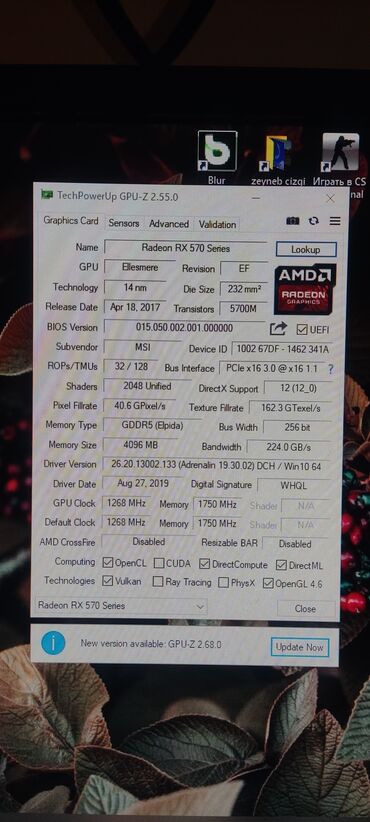 Blur
zeyneb cizgi
Играть в CS
nal
TechPowerUp GPU-Z 2.55.0
Graphics Card Sensors Advanced Validation
Name Radeon RX 570 Series Lookup
GPU Ellesmere Revision EF
Technology 14 nm Die Size 232 mm²
Release Date Apr 18, 2017 Transistors 5700M
AMD
RADEON
GRAPHICS
BIOS Version 015.050.002.001.000000 UEFI
Subvendor MSI Device ID 1002 67DF - 1462 341A
ROPs/TMUs 32 / 128 Bus Interface PCIe x16 3.0 @ x16 1.1 ?
Shaders 2048 Unified DirectX Support 12 (12_0)
Pixel Fillrate 40.6 GPixel/s Texture Fillrate 162.3 GTexel/s
Memory Type GDDR5 (Elpida) Bus Width 256 bit
Memory Size 4096 MB Bandwidth 224.0 GB/s
Driver Version 26.20.13002.133 (Adrenalin 19.30.02) DCH / Win10 64
Driver Date Aug 27, 2019 Digital Signature WHQL
GPU Clock 1268 MHz Memory 1750 MHz Shader N/A
Default Clock 1268 MHz Memory 1750 MHz Shader N/A
AMD CrossFire Disabled Resizable BAR Disabled
Computing OpenCL CUDA DirectCompute DirectML
Technologies Vulkan Ray Tracing PhysX OpenGL 4.6
Radeon RX 570 Series Close
New version available: GPU-Z 2.68.0 Update Now